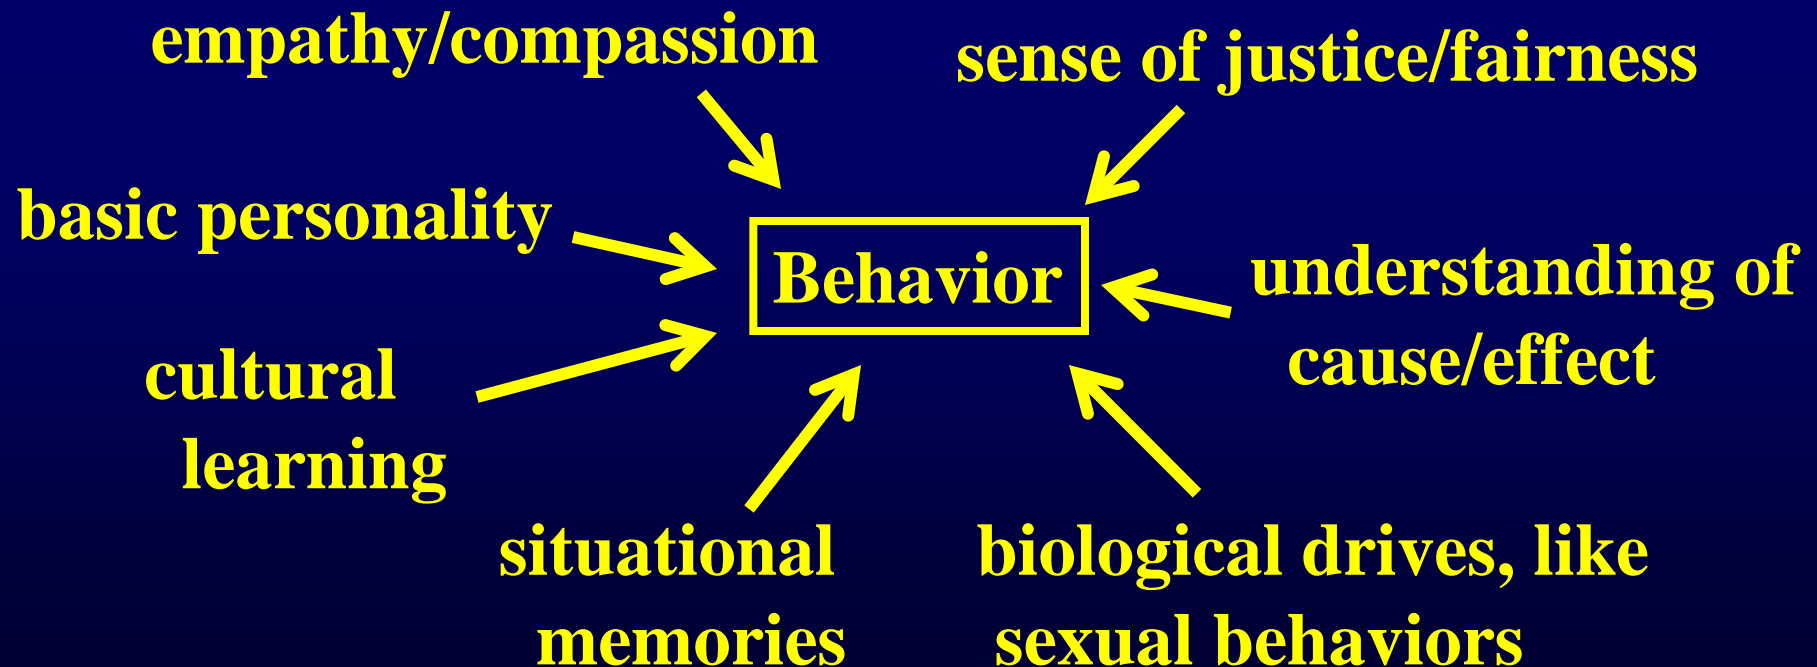 empathy/compassion
sense of justice/fairness
basic personality
Behavior
understanding of
cause/effect
cultural
learning
situational
memories
biological drives, like
sexual behaviors